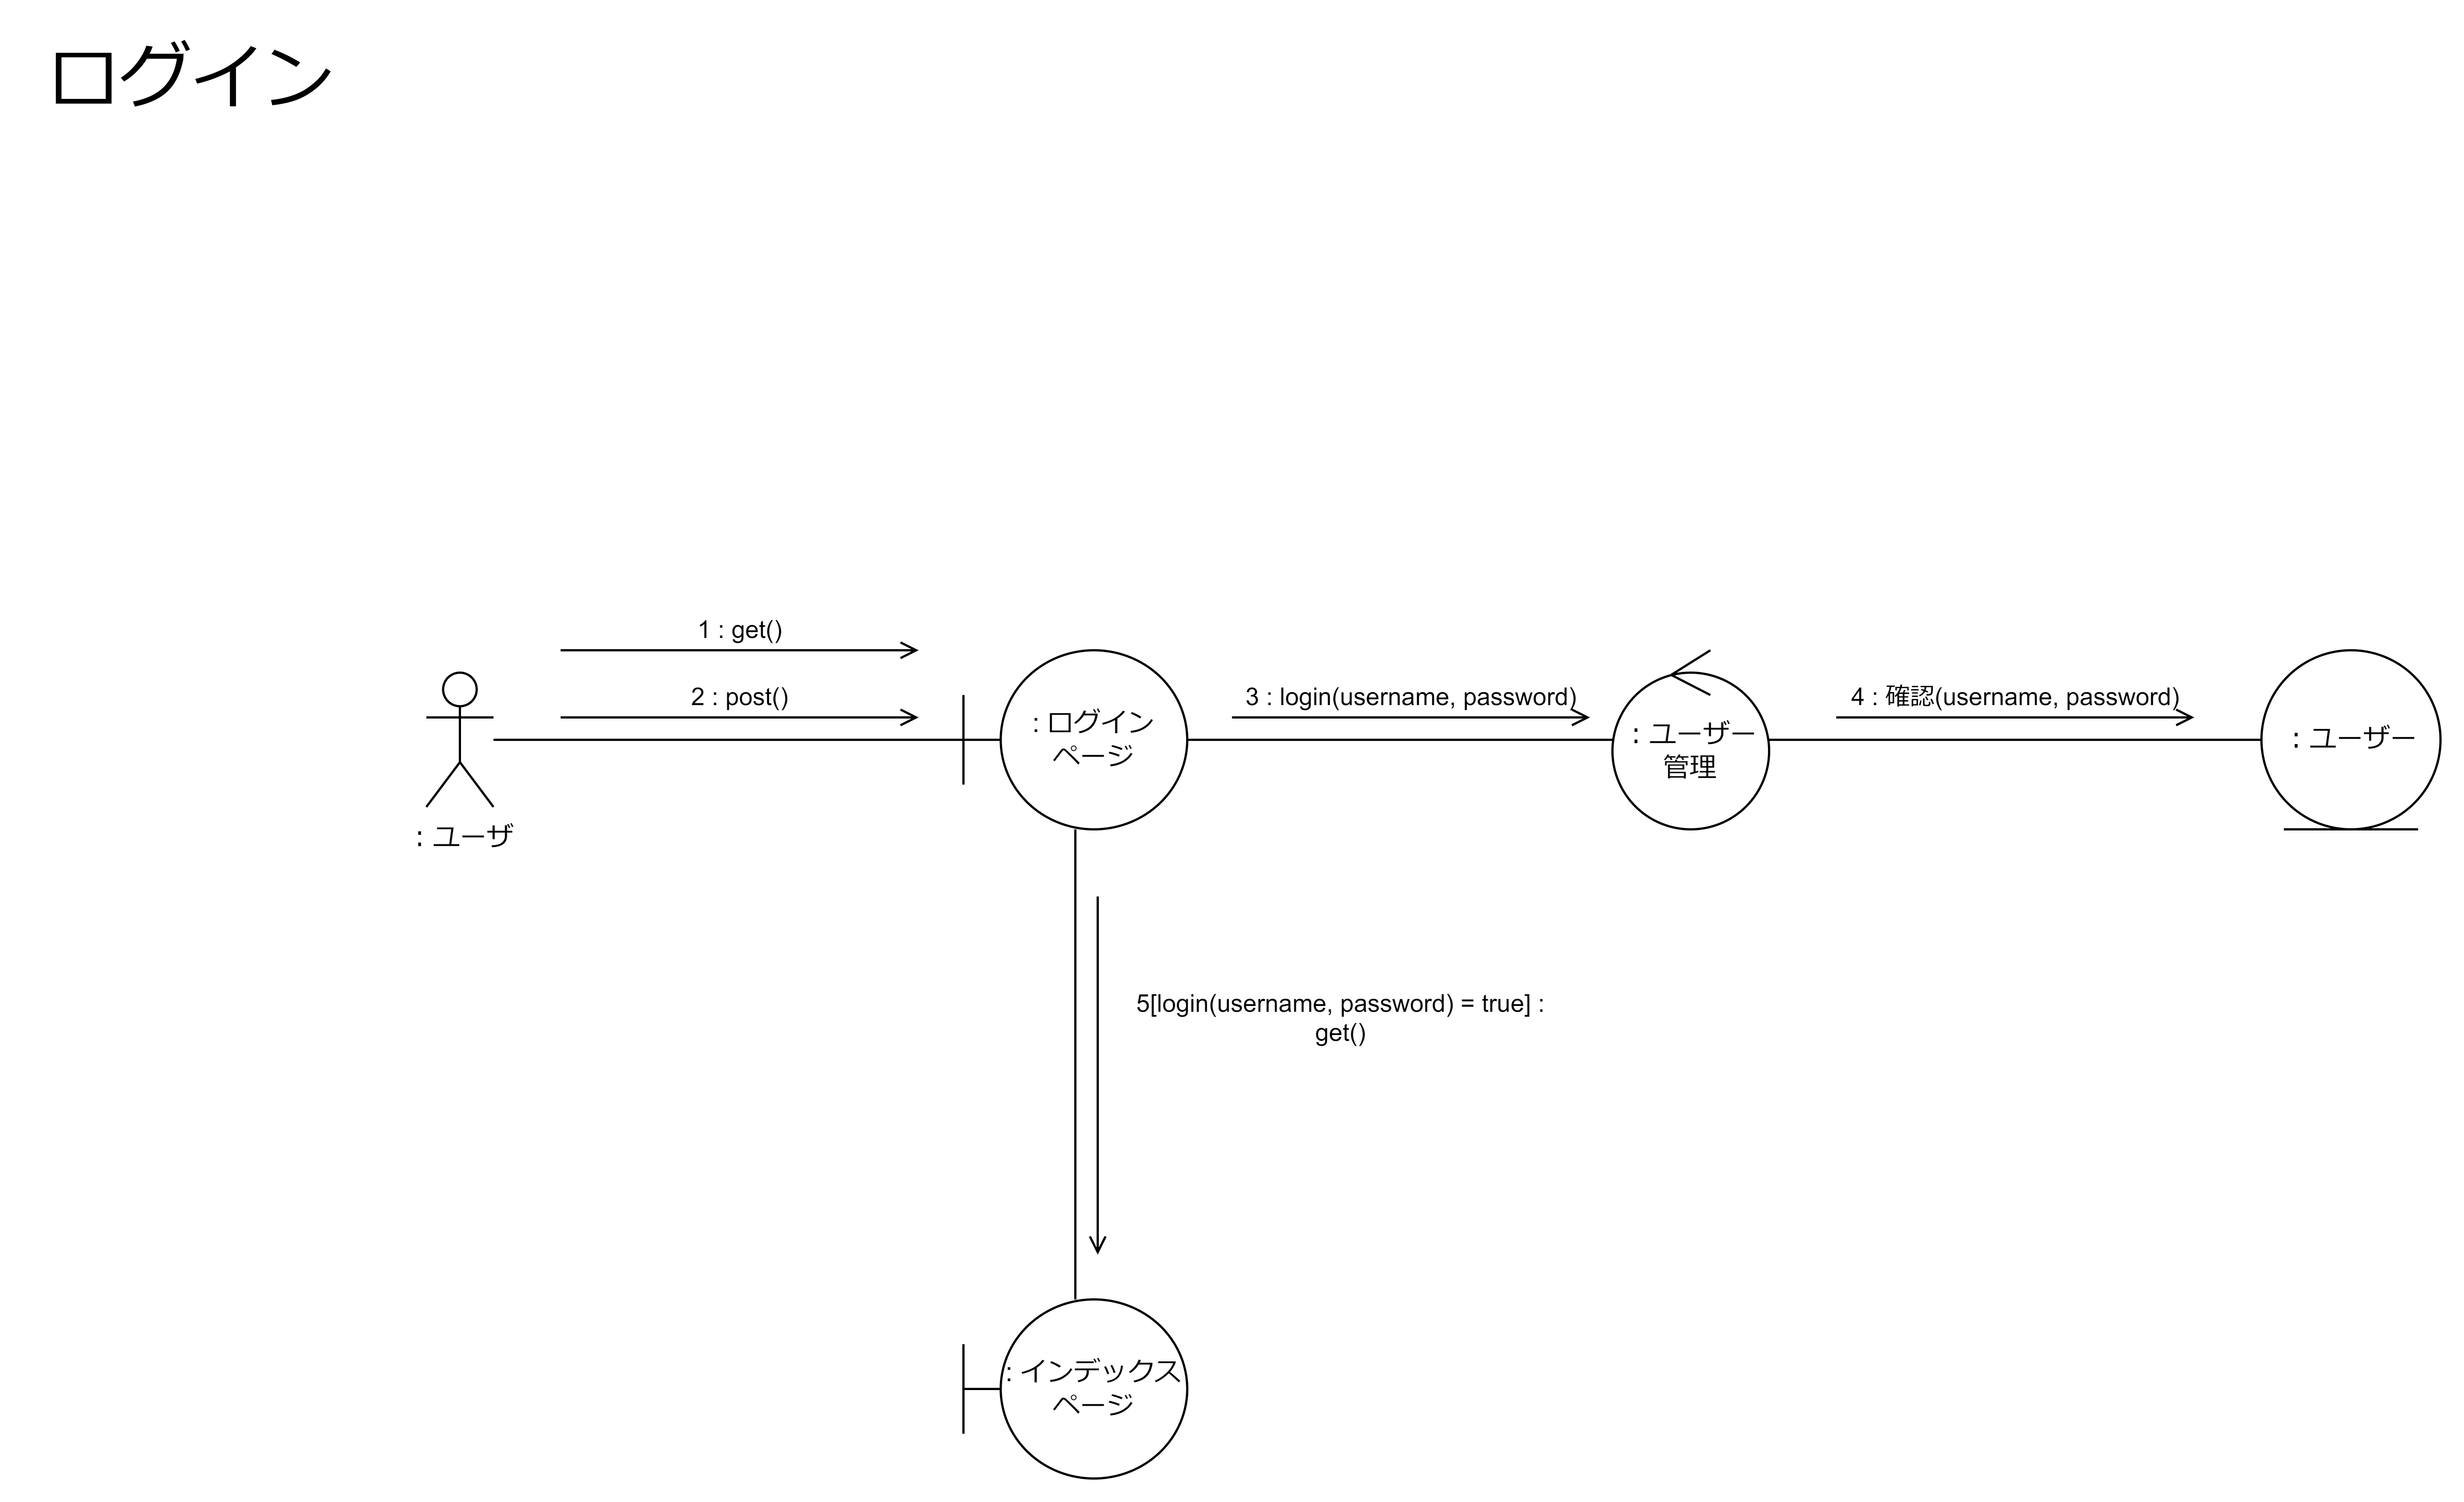 ログイン
1 : get()
2 : post()
: ユーザ
: ログイン
ページ
3 : login(username, password)
: ユーザー
管理
4 : 確認(username, password)
: ユーザー
5[login(username, password) = true] :
get()
: インデックス
ページ